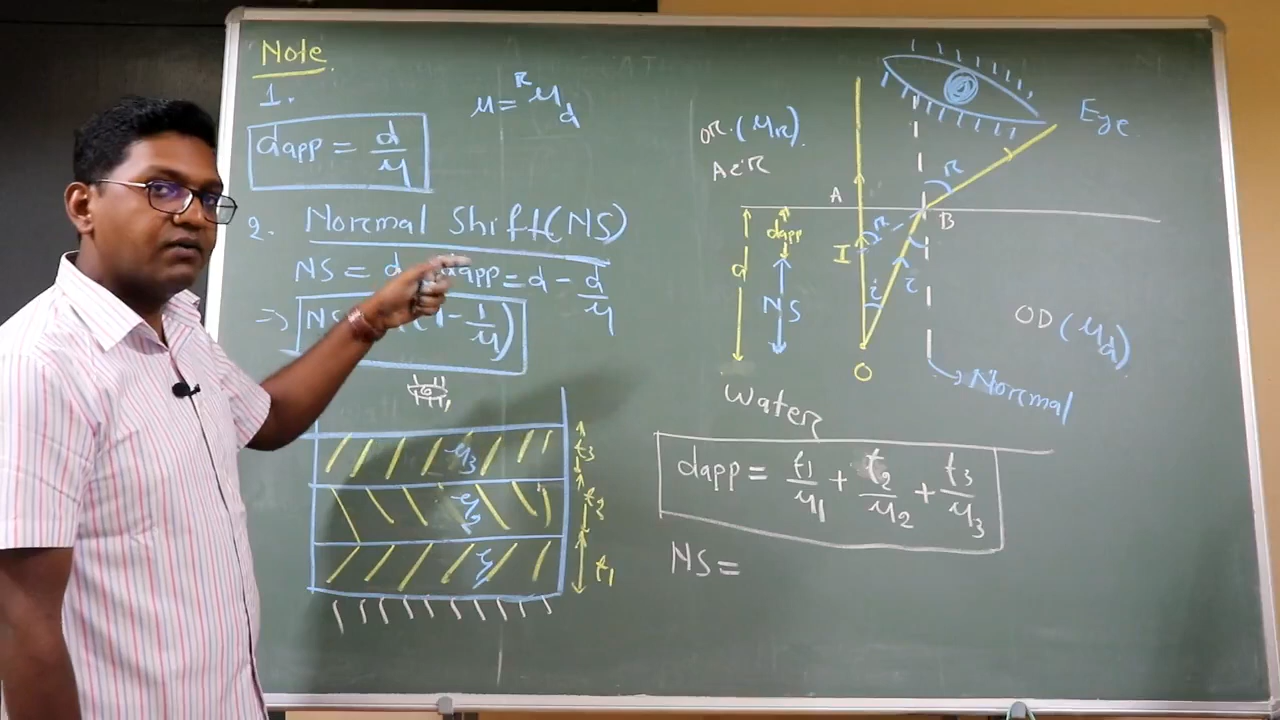 Note
1.
dapp = d/μ
μ = ᴿμd
2. Normal Shift (NS)
NS = d dapp = d - d/μ
⇒ NS (1 - 1/μ)
μ3 t3
μ2 t2
μ1 t1
Eye
OR (μR)
Air
A
B
R
R
d
dapp
I
NS
i
i
O
OD (μd)
Normal
Water
dapp = t1/μ1 + t2/μ2 + t3/μ3
NS =